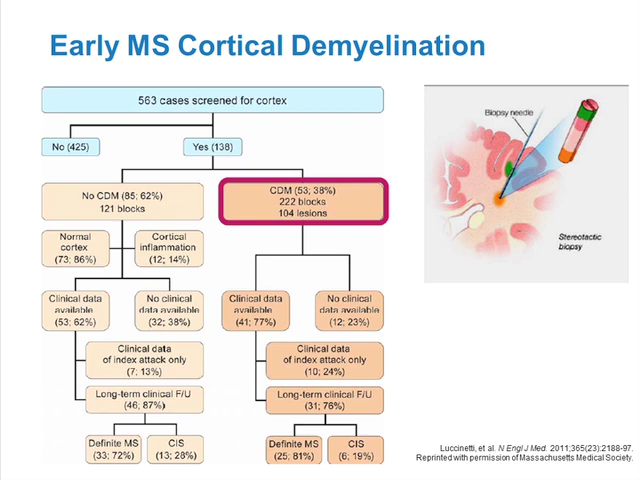 Early MS Cortical Demyelination
563 cases screened for cortex
No (425)
Yes (138)
No CDM (85; 62%)
121 blocks
CDM (53; 38%)
222 blocks
104 lesions
Normal
cortex
(73; 86%)
Cortical
inflammation
(12; 14%)
Clinical data
available
(53; 62%)
No clinical
data available
(32; 38%)
Clinical data
available
(41; 77%)
No clinical
data available
(12; 23%)
Clinical data
of index attack only
(7; 13%)
Clinical data
of index attack only
(10; 24%)
Long-term clinical F/U
(46; 87%)
Long-term clinical F/U
(31; 76%)
Definite MS
(33; 72%)
CIS
(13; 28%)
Definite MS
(25; 81%)
CIS
(6; 19%)
Biopsy needle
Stereotactic
biopsy
Luccinetti, et al. N Engl J Med. 2011;365(23):2188-97.
Reprinted with permission of Massachusetts Medical Society.